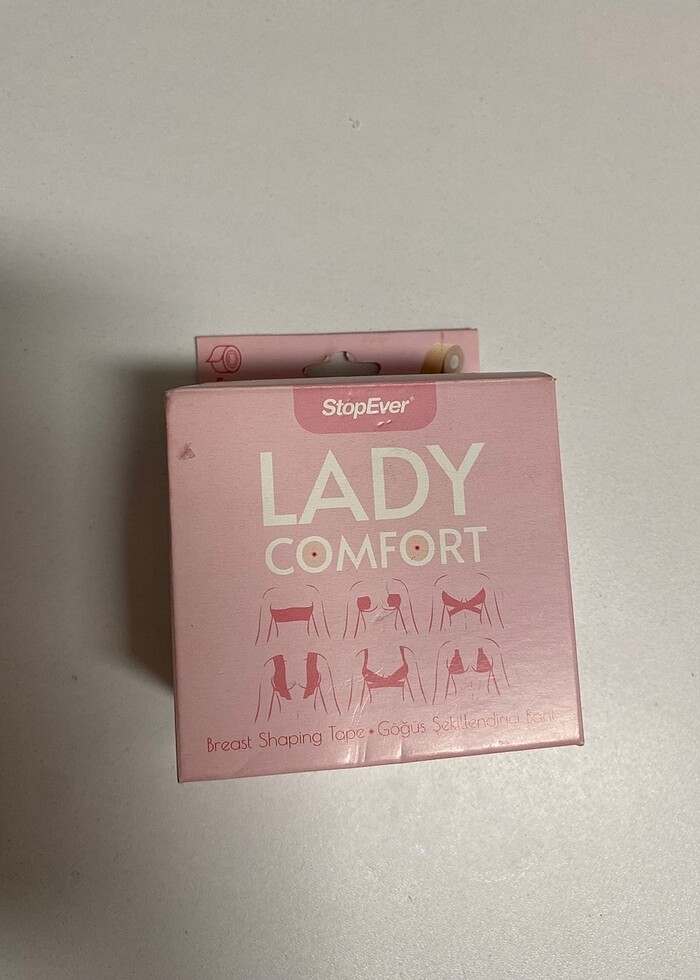 StopEver®
LADY
COMFORT
Breast Shaping Tape • Göğüs Şekillendirici Bant